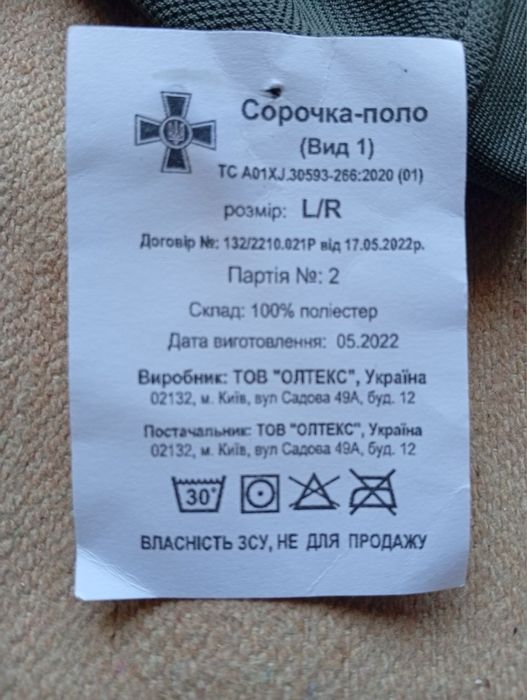 Сорочка-поло
(Вид 1)
ТС А01XJ.30593-266:2020 (01)
розмір: L/R
Договір №: 132/2210.021Р від 17.05.2022р.
Партія №: 2
Склад: 100% поліестер
Дата виготовлення: 05.2022
Виробник: ТОВ "ОЛТЕКС", Україна
02132, м. Київ, вул Садова 49А, буд. 12
Постачальник: ТОВ "ОЛТЕКС", Україна
02132, м. Київ, вул Садова 49А, буд. 12
30°
ВЛАСНІСТЬ ЗСУ, НЕ ДЛЯ ПРОДАЖУ